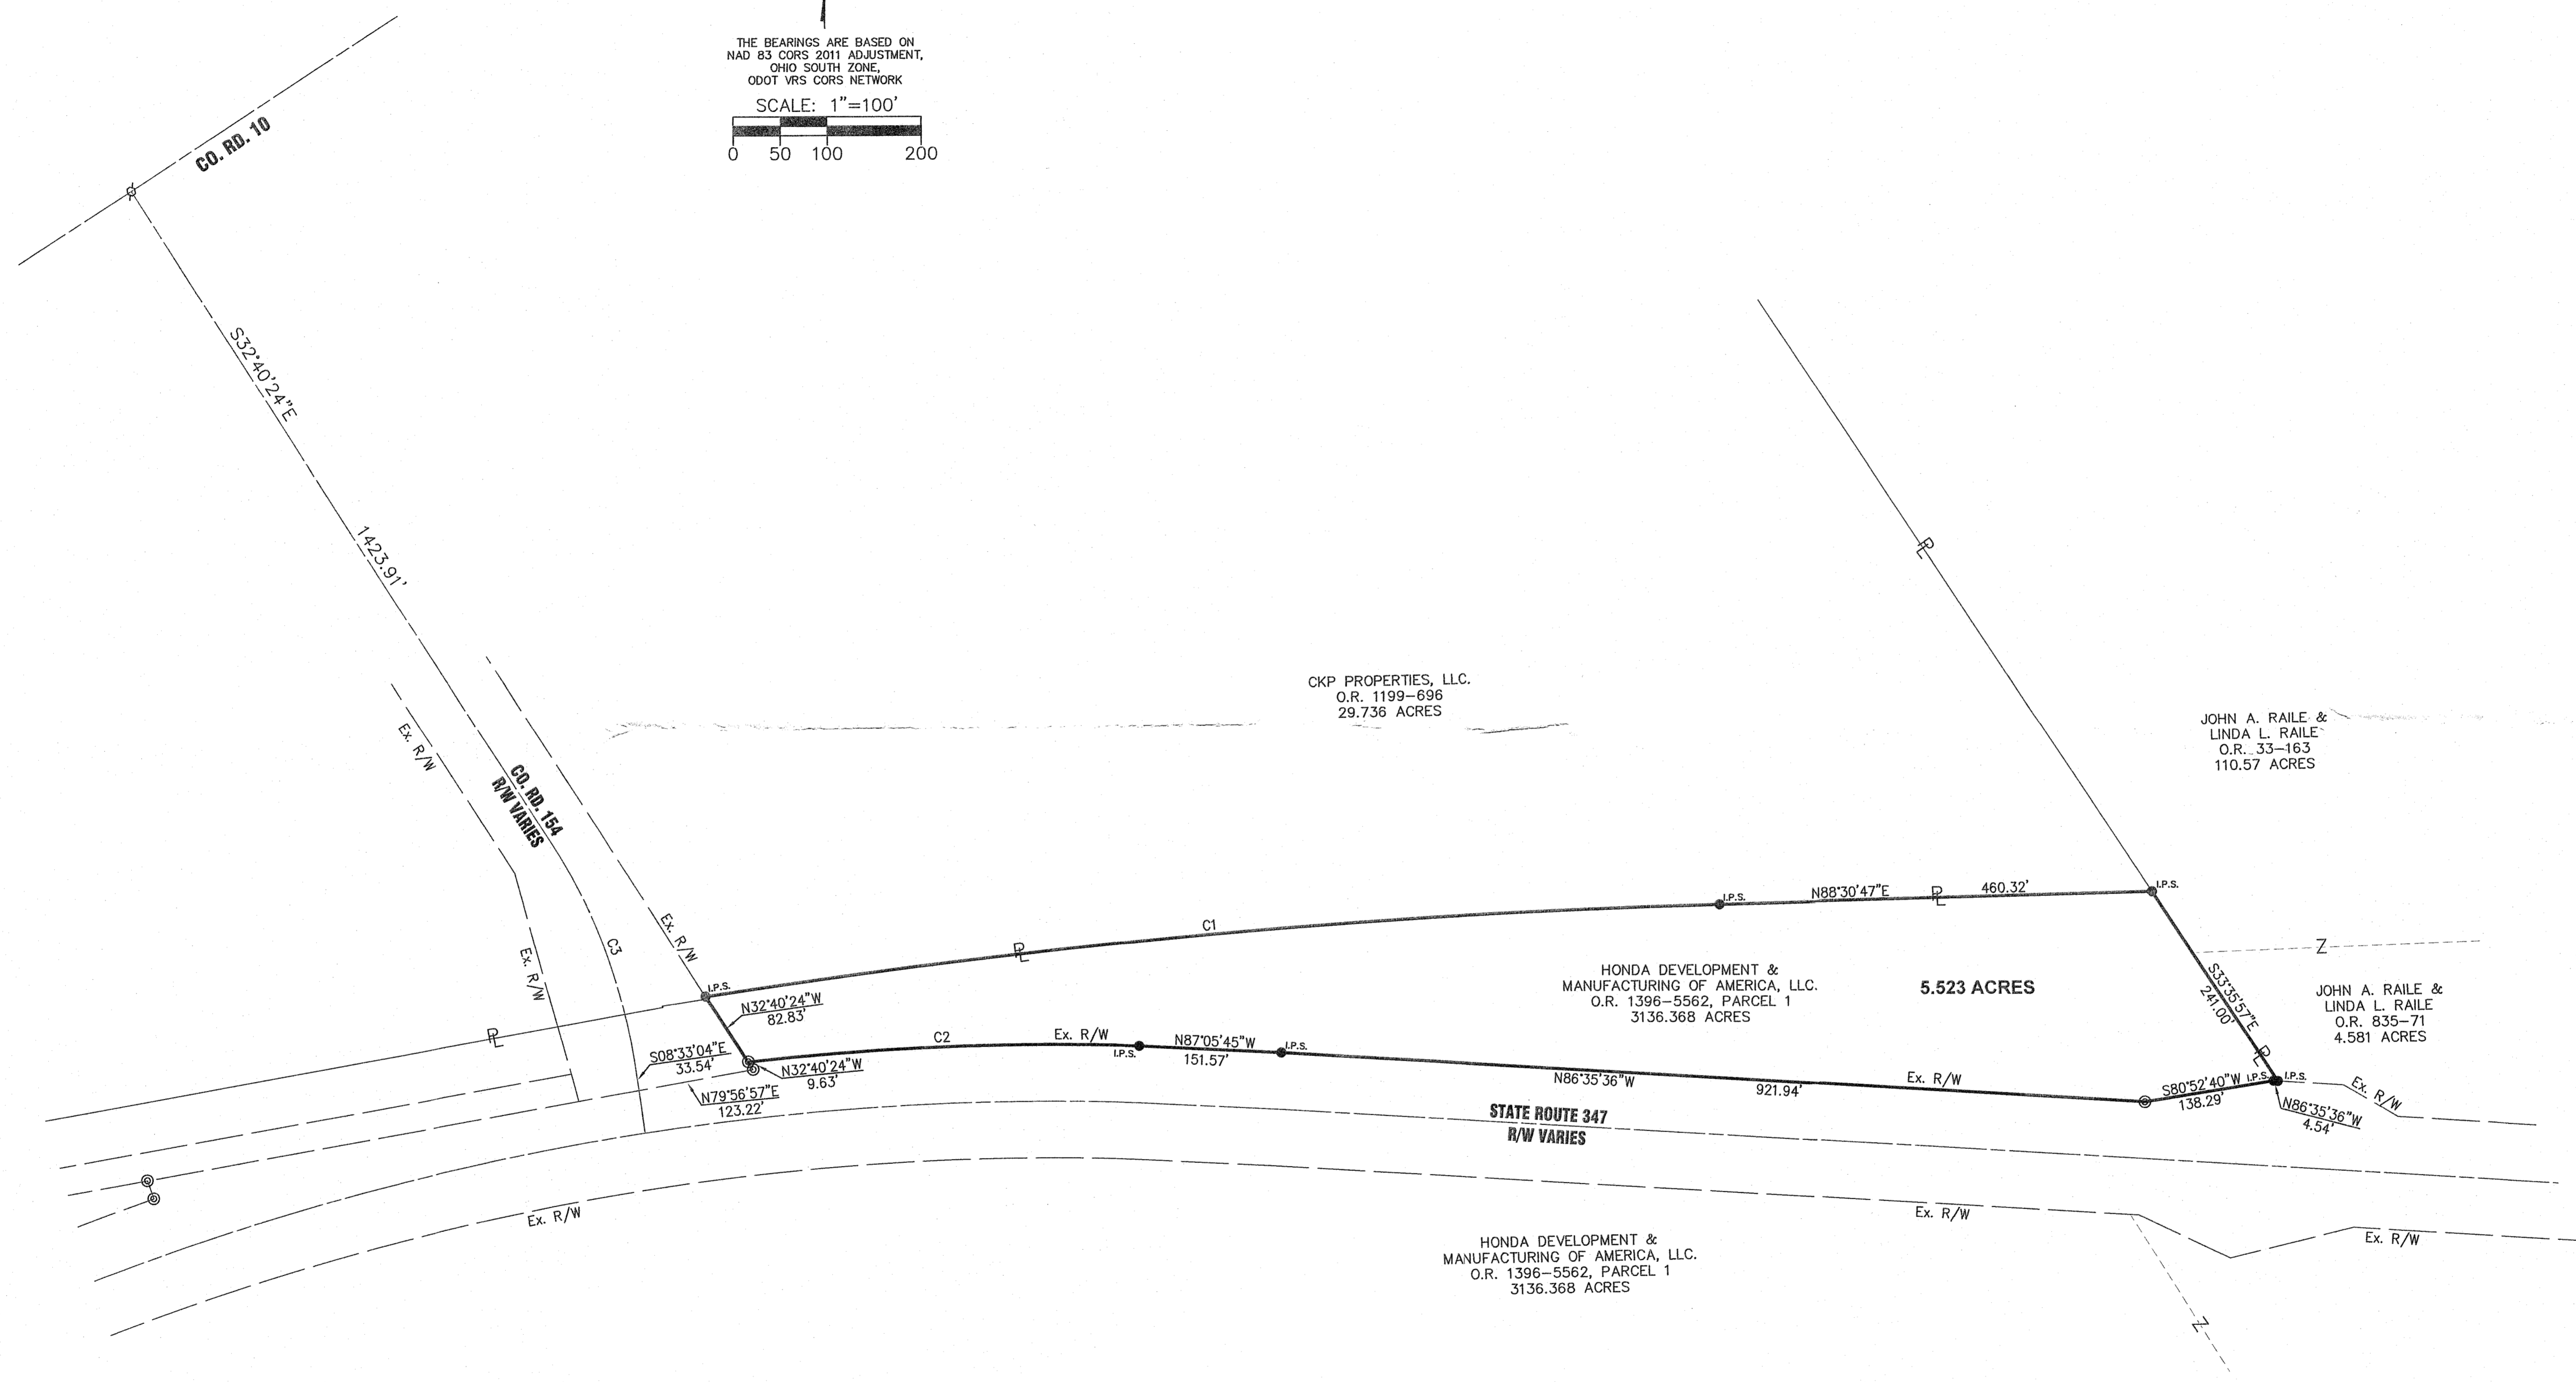 THE BEARINGS ARE BASED ON
NAD 83 CORS 2011 ADJUSTMENT,
OHIO SOUTH ZONE,
ODOT VRS CORS NETWORK
SCALE: 1"=100'
0 50 100 200
CO. RD. 10
S32°40'24"E
1423.91'
Ex. R/W
CO. RD. 154
R/W VARIES
Ex. R/W
Ex. R/W
C3
CKP PROPERTIES, LLC.
O.R. 1199-696
29.736 ACRES
PL
JOHN A. RAILE &
LINDA L. RAILE
O.R. 33-163
110.57 ACRES
I.P.S.
N88°30'47"E
PL
460.32'
I.P.S.
C1
PL
I.P.S.
N32°40'24"W
82.83'
PL
S08°33'04"E
33.54'
N32°40'24"W
9.63'
N79°56'57"E
123.22'
C2
Ex. R/W
I.P.S.
N87°05'45"W
151.57'
I.P.S.
HONDA DEVELOPMENT &
MANUFACTURING OF AMERICA, LLC.
O.R. 1396-5562, PARCEL 1
3136.368 ACRES
5.523 ACRES
Z
S33°35'57"E
241.00'
PL
JOHN A. RAILE &
LINDA L. RAILE
O.R. 835-71
4.581 ACRES
N86°35'36"W
921.94'
Ex. R/W
S80°52'40"W
138.29'
I.P.S.
I.P.S.
Ex. R/W
N86°35'36"W
4.54'
STATE ROUTE 347
R/W VARIES
Ex. R/W
Ex. R/W
Ex. R/W
HONDA DEVELOPMENT &
MANUFACTURING OF AMERICA, LLC.
O.R. 1396-5562, PARCEL 1
3136.368 ACRES
Z